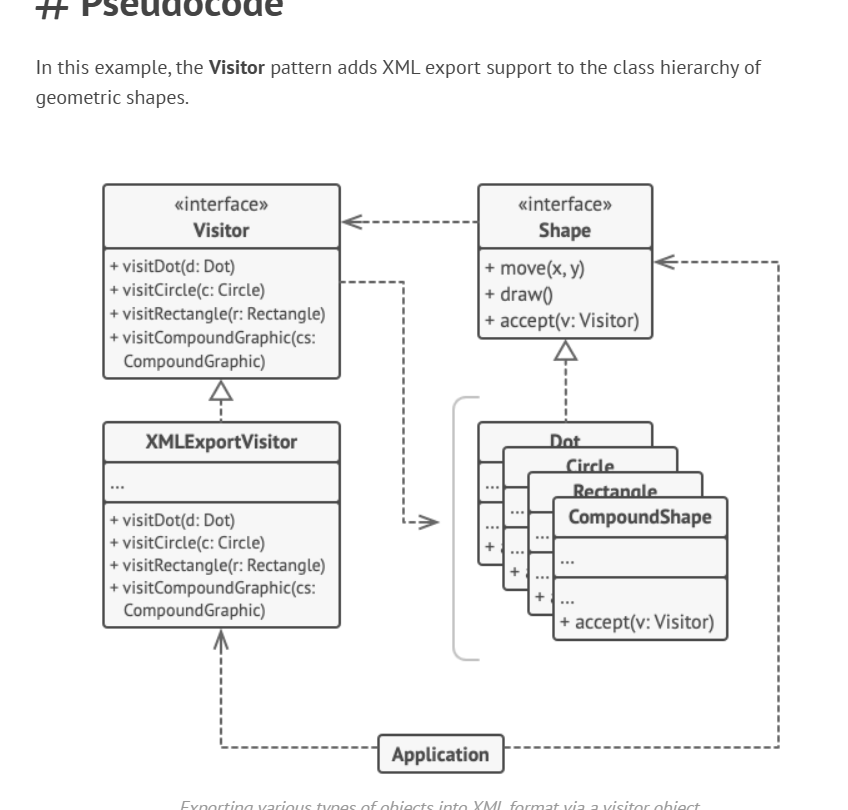 # Pseudocode
In this example, the Visitor pattern adds XML export support to the class hierarchy of
geometric shapes.
«interface»
Visitor
+ visitDot(d: Dot)
+ visitCircle(c: Circle)
+ visitRectangle(r: Rectangle)
+ visitCompoundGraphic(cs:
CompoundGraphic)
«interface»
Shape
+ move(x, y)
+ draw()
+ accept(v: Visitor)
XMLExportVisitor
...
+ visitDot(d: Dot)
+ visitCircle(c: Circle)
+ visitRectangle(r: Rectangle)
+ visitCompoundGraphic(cs:
CompoundGraphic)
Dot
...
...
+
Circle
...
...
+
Rectangle
...
...
+
CompoundShape
...
...
+ accept(v: Visitor)
Application
Exporting various types of objects into XML format via a visitor object.